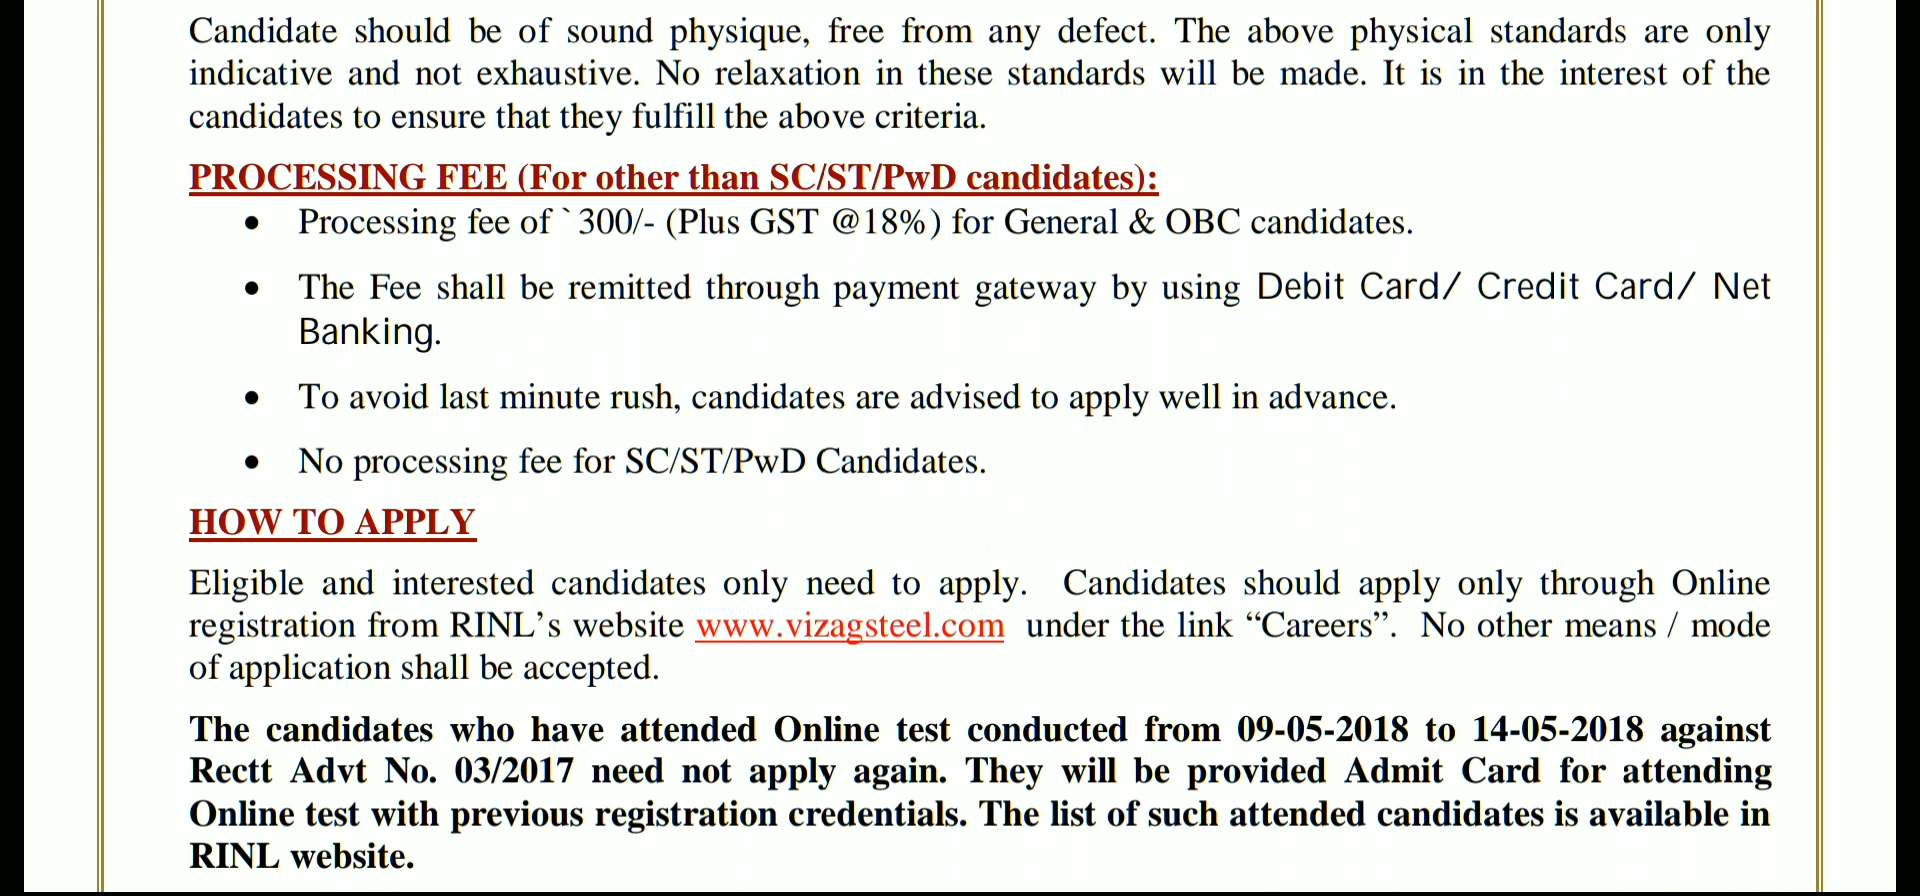 Candidate should be of sound physique, free from any defect. The above physical standards are only
indicative and not exhaustive. No relaxation in these standards will be made. It is in the interest of the
candidates to ensure that they fulfill the above criteria.
PROCESSING FEE (For other than SC/ST/PwD candidates):
• Processing fee of ` 300/- (Plus GST @18%) for General & OBC candidates.
• The Fee shall be remitted through payment gateway by using Debit Card/ Credit Card/ Net
Banking.
• To avoid last minute rush, candidates are advised to apply well in advance.
• No processing fee for SC/ST/PwD Candidates.
HOW TO APPLY
Eligible and interested candidates only need to apply. Candidates should apply only through Online
registration from RINL’s website www.vizagsteel.com under the link “Careers”. No other means / mode
of application shall be accepted.
The candidates who have attended Online test conducted from 09-05-2018 to 14-05-2018 against
Rectt Advt No. 03/2017 need not apply again. They will be provided Admit Card for attending
Online test with previous registration credentials. The list of such attended candidates is available in
RINL website.